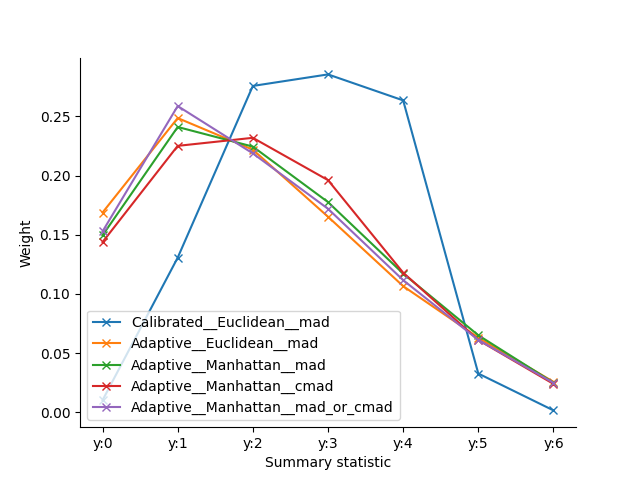 0.25
0.20
0.15
0.10
0.05
0.00
Weight
Calibrated__Euclidean__mad
Adaptive__Euclidean__mad
Adaptive__Manhattan__mad
Adaptive__Manhattan__cmad
Adaptive__Manhattan__mad_or_cmad
y:0 y:1 y:2 y:3 y:4 y:5 y:6
Summary statistic